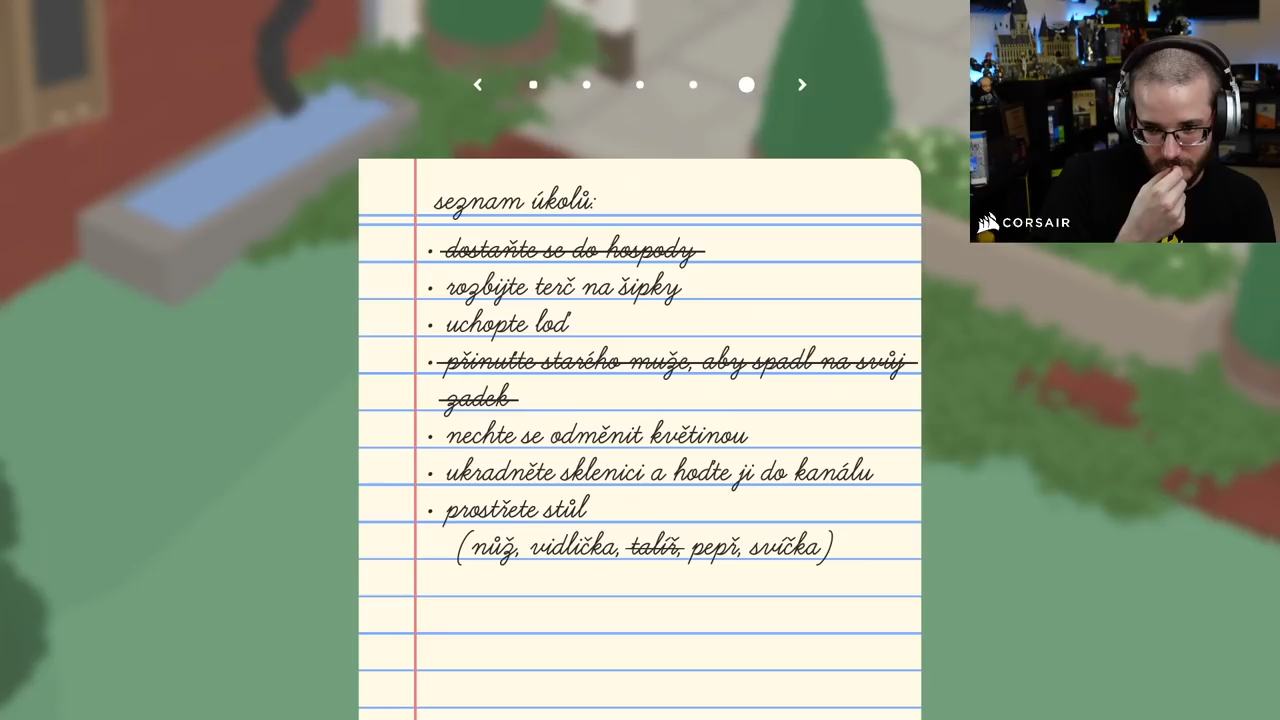 CORSAIR
seznam úkolů:
• dostaňte se do hospody
• rozbijte terč na šipky
• uchopte loď
• přinuťte starého muže, aby spadl na svůj
zadek
• nechte se odměnit květinou
• ukradněte sklenici a hoďte ji do kanálu
• prostřete stůl
(nůž, vidlička, talíř, pepř, svíčka)